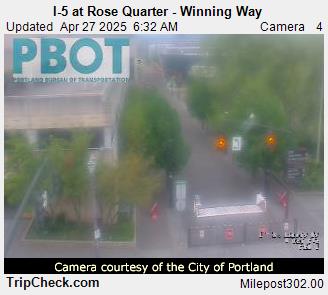 I-5 at Rose Quarter - Winning Way
Updated Apr 27 2025 6:32 AM Camera 4
PBOT
PORTLAND BUREAU OF TRANSPORTATION
Camera courtesy of the City of Portland
TripCheck.com Milepost302.00